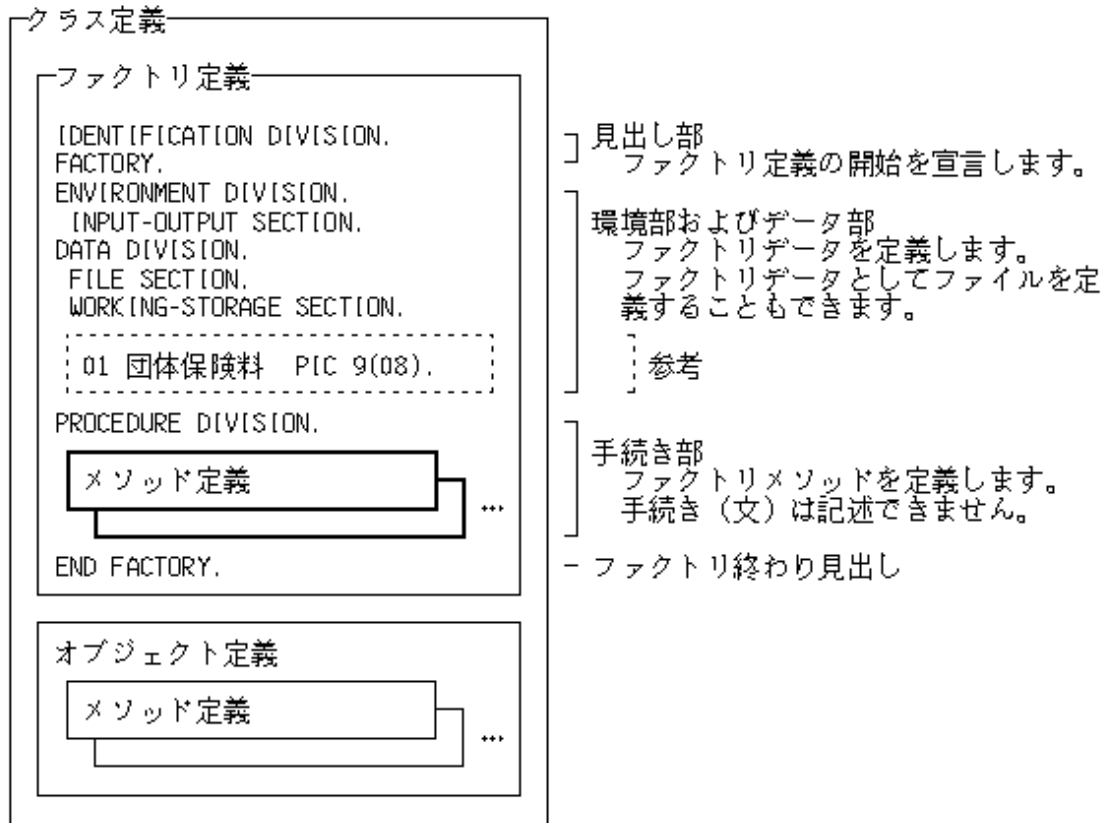 クラス定義
ファクトリ定義
IDENTIFICATION DIVISION.
FACTORY.
見出し部
ファクトリ定義の開始を宣言します。
ENVIRONMENT DIVISION.
INPUT-OUTPUT SECTION.
DATA DIVISION.
FILE SECTION.
WORKING-STORAGE SECTION.
01 団体保険料 PIC 9(08).
環境部およびデータ部
ファクトリデータを定義します。
ファクトリデータとしてファイルを定
義することもできます。
参考
PROCEDURE DIVISION.
メソッド定義
...
手続き部
ファクトリメソッドを定義します。
手続き（文）は記述できません。
END FACTORY.
ファクトリ終わり見出し
オブジェクト定義
メソッド定義
...